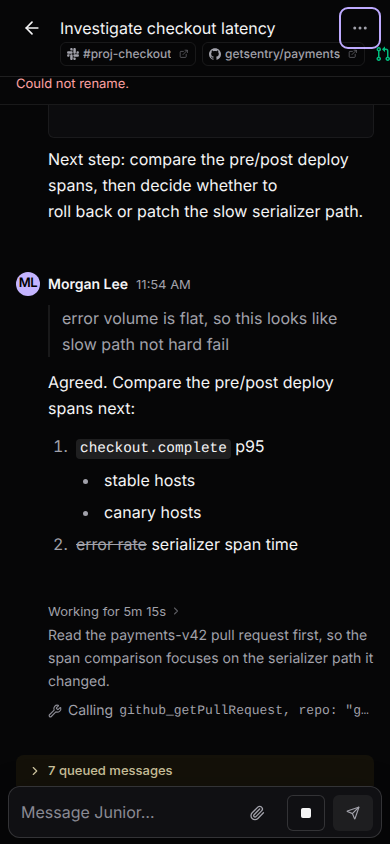 Investigate checkout latency
#proj-checkout
getsentry/payments
Could not rename.
Next step: compare the pre/post deploy
spans, then decide whether to
roll back or patch the slow serializer path.
ML
Morgan Lee 11:54 AM
error volume is flat, so this looks like
slow path not hard fail
Agreed. Compare the pre/post deploy
spans next:
1. checkout.complete p95
• stable hosts
• canary hosts
2. error rate serializer span time
Working for 5m 15s
Read the payments-v42 pull request first, so the
span comparison focuses on the serializer path it
changed.
Calling github_getPullRequest, repo: "g…
7 queued messages
Message Junior...